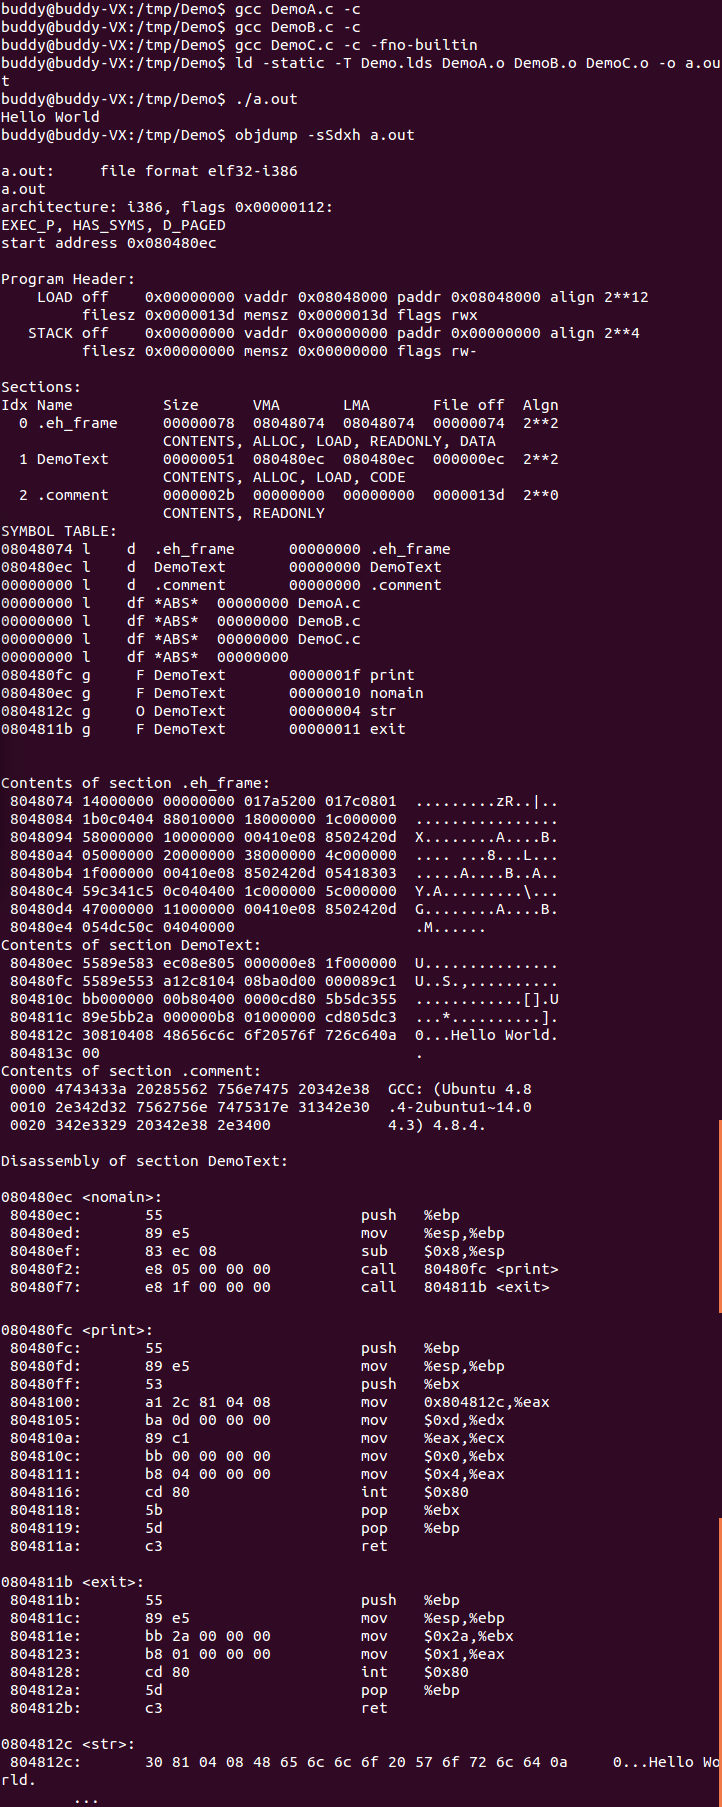 buddy@buddy-VX:/tmp/Demo$ gcc DemoA.c -c
buddy@buddy-VX:/tmp/Demo$ gcc DemoB.c -c
buddy@buddy-VX:/tmp/Demo$ gcc DemoC.c -c -fno-builtin
buddy@buddy-VX:/tmp/Demo$ ld -static -T Demo.lds DemoA.o DemoB.o DemoC.o -o a.ou
t
buddy@buddy-VX:/tmp/Demo$ ./a.out
Hello World
buddy@buddy-VX:/tmp/Demo$ objdump -sSdxh a.out

a.out:     file format elf32-i386
a.out
architecture: i386, flags 0x00000112:
EXEC_P, HAS_SYMS, D_PAGED
start address 0x080480ec

Program Header:
    LOAD off    0x00000000 vaddr 0x08048000 paddr 0x08048000 align 2**12
         filesz 0x0000013d memsz 0x0000013d flags rwx
   STACK off    0x00000000 vaddr 0x00000000 paddr 0x00000000 align 2**4
         filesz 0x00000000 memsz 0x00000000 flags rw-

Sections:
Idx Name          Size      VMA       LMA       File off  Algn
  0 .eh_frame     00000078  08048074  08048074  00000074  2**2
                  CONTENTS, ALLOC, LOAD, READONLY, DATA
  1 DemoText      00000051  080480ec  080480ec  000000ec  2**2
                  CONTENTS, ALLOC, LOAD, CODE
  2 .comment      0000002b  00000000  00000000  0000013d  2**0
                  CONTENTS, READONLY
SYMBOL TABLE:
08048074 l    d  .eh_frame      00000000 .eh_frame
080480ec l    d  DemoText       00000000 DemoText
00000000 l    d  .comment       00000000 .comment
00000000 l    df *ABS*  00000000 DemoA.c
00000000 l    df *ABS*  00000000 DemoB.c
00000000 l    df *ABS*  00000000 DemoC.c
00000000 l    df *ABS*  00000000
080480fc g     F DemoText       0000001f print
080480ec g     F DemoText       00000010 nomain
0804812c g     O DemoText       00000004 str
0804811b g     F DemoText       00000011 exit

Contents of section .eh_frame:
 8048074 14000000 00000000 017a5200 017c0801  .........zR..|..
 8048084 1b0c0404 88010000 18000000 1c000000  ................
 8048094 58000000 10000000 00410e08 8502420d  X........A....B.
 80480a4 05000000 20000000 38000000 4c000000  .... ...8...L...
 80480b4 1f000000 00410e08 8502420d 05418303  .....A....B..A..
 80480c4 59c341c5 0c040400 1c000000 5c000000  Y.A.........\...
 80480d4 47000000 11000000 00410e08 8502420d  G........A....B.
 80480e4 054dc50c 04040000                    .M......
Contents of section DemoText:
 80480ec 5589e583 ec08e805 000000e8 1f000000  U...............
 80480fc 5589e553 a12c8104 08ba0d00 000089c1  U..S.,..........
 804810c bb000000 00b80400 0000cd80 5b5dc355  ............[].U
 804811c 89e5bb2a 000000b8 01000000 cd805dc3  ...*..........].
 804812c 30810408 48656c6c 6f20576f 726c640a  0...Hello World.
 804813c 00                                   .
Contents of section .comment:
 0000 4743433a 20285562 756e7475 20342e38  GCC: (Ubuntu 4.8
 0010 2e342d32 7562756e 7475317e 31342e30  .4-2ubuntu1~14.0
 0020 342e3329 20342e38 2e3400             4.3) 4.8.4.

Disassembly of section DemoText:

080480ec <nomain>:
 80480ec:       55                      push   %ebp
 80480ed:       89 e5                   mov    %esp,%ebp
 80480ef:       83 ec 08                sub    $0x8,%esp
 80480f2:       e8 05 00 00 00          call   80480fc <print>
 80480f7:       e8 1f 00 00 00          call   804811b <exit>

080480fc <print>:
 80480fc:       55                      push   %ebp
 80480fd:       89 e5                   mov    %esp,%ebp
 80480ff:       53                      push   %ebx
 8048100:       a1 2c 81 04 08          mov    0x804812c,%eax
 8048105:       ba 0d 00 00 00          mov    $0xd,%edx
 804810a:       89 c1                   mov    %eax,%ecx
 804810c:       bb 00 00 00 00          mov    $0x0,%ebx
 8048111:       b8 04 00 00 00          mov    $0x4,%eax
 8048116:       cd 80                   int    $0x80
 8048118:       5b                      pop    %ebx
 8048119:       5d                      pop    %ebp
 804811a:       c3                      ret

0804811b <exit>:
 804811b:       55                      push   %ebp
 804811c:       89 e5                   mov    %esp,%ebp
 804811e:       bb 2a 00 00 00          mov    $0x2a,%ebx
 8048123:       b8 01 00 00 00          mov    $0x1,%eax
 8048128:       cd 80                   int    $0x80
 804812a:       5d                      pop    %ebp
 804812b:       c3                      ret

0804812c <str>:
 804812c:       30 81 04 08 48 65 6c 6c 6f 20 57 6f 72 6c 64 0a     0...Hello Wo
rld.
        ...